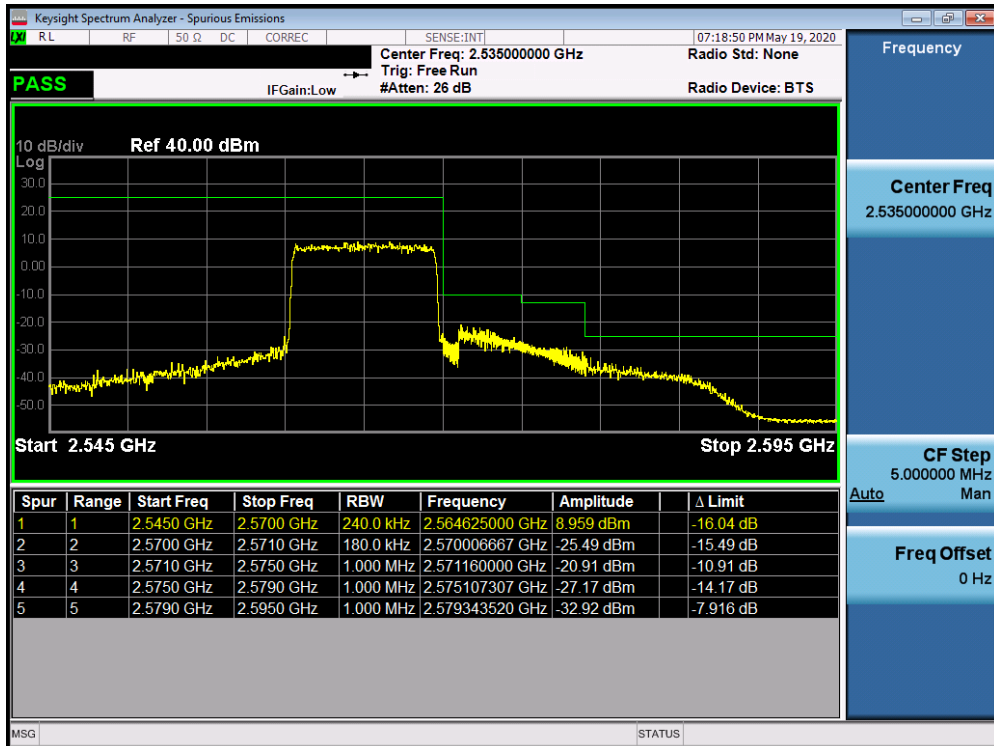 Keysight Spectrum Analyzer - Spurious Emissions
LXI RL RF 50 Ω DC CORREC SENSE:INT 07:18:50 PM May 19, 2020
Center Freq: 2.535000000 GHz Radio Std: None
Trig: Free Run
PASS IFGain:Low #Atten: 26 dB Radio Device: BTS
10 dB/div Ref 40.00 dBm
Log
30.0
20.0
10.0
0.00
-10.0
-20.0
-30.0
-40.0
-50.0
Start 2.545 GHz Stop 2.595 GHz
Spur Range Start Freq Stop Freq RBW Frequency Amplitude Δ Limit
1 1 2.5450 GHz 2.5700 GHz 240.0 kHz 2.564625000 GHz 8.959 dBm -16.04 dB
2 2 2.5700 GHz 2.5710 GHz 180.0 kHz 2.570006667 GHz -25.49 dBm -15.49 dB
3 3 2.5710 GHz 2.5750 GHz 1.000 MHz 2.571160000 GHz -20.91 dBm -10.91 dB
4 4 2.5750 GHz 2.5790 GHz 1.000 MHz 2.575107307 GHz -27.17 dBm -14.17 dB
5 5 2.5790 GHz 2.5950 GHz 1.000 MHz 2.579343520 GHz -32.92 dBm -7.916 dB
MSG STATUS
Frequency
Center Freq
2.535000000 GHz
CF Step
5.000000 MHz
Auto Man
Freq Offset
0 Hz